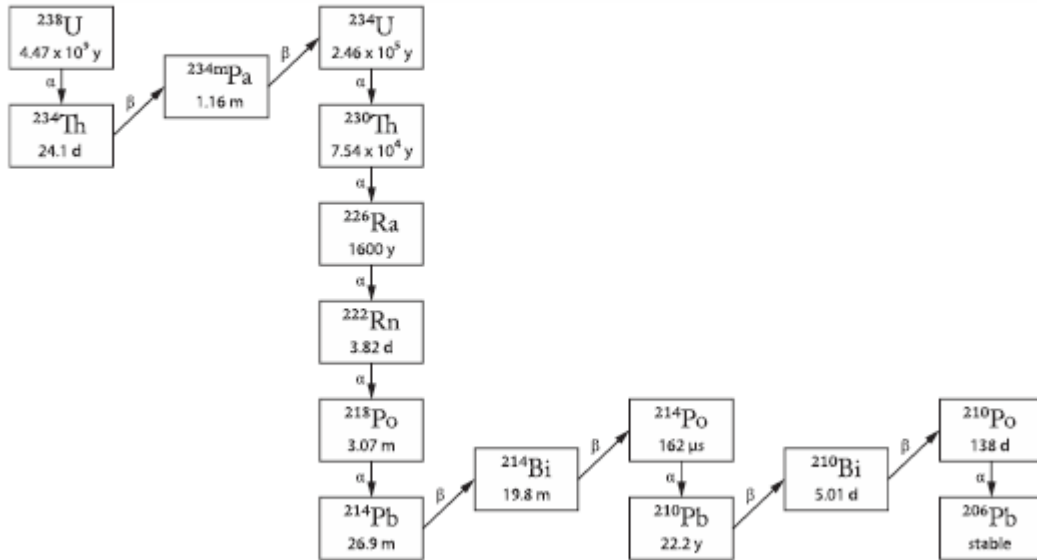 ²³⁸U
4.47 x 10⁹ y
α
²³⁴Th
24.1 d
β
²³⁴ᵐPa
1.16 m
β
²³⁴U
2.46 x 10⁵ y
α
²³⁰Th
7.54 x 10⁴ y
α
²²⁶Ra
1600 y
α
²²²Rn
3.82 d
α
²¹⁸Po
3.07 m
α
²¹⁴Pb
26.9 m
β
²¹⁴Bi
19.8 m
β
²¹⁴Po
162 µs
α
²¹⁰Pb
22.2 y
β
²¹⁰Bi
5.01 d
β
²¹⁰Po
138 d
α
²⁰⁶Pb
stable